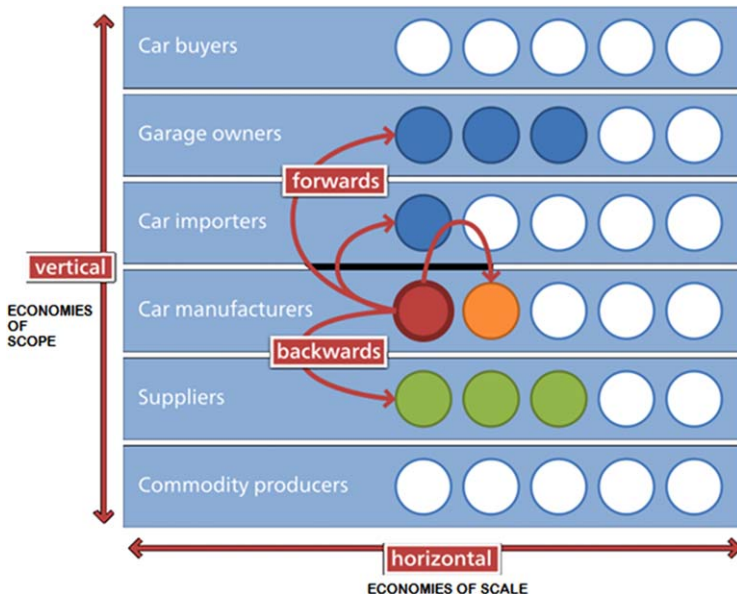 Car buyers
Garage owners
forwards
Car importers
vertical
ECONOMIES
OF
SCOPE
Car manufacturers
backwards
Suppliers
Commodity producers
horizontal
ECONOMIES OF SCALE